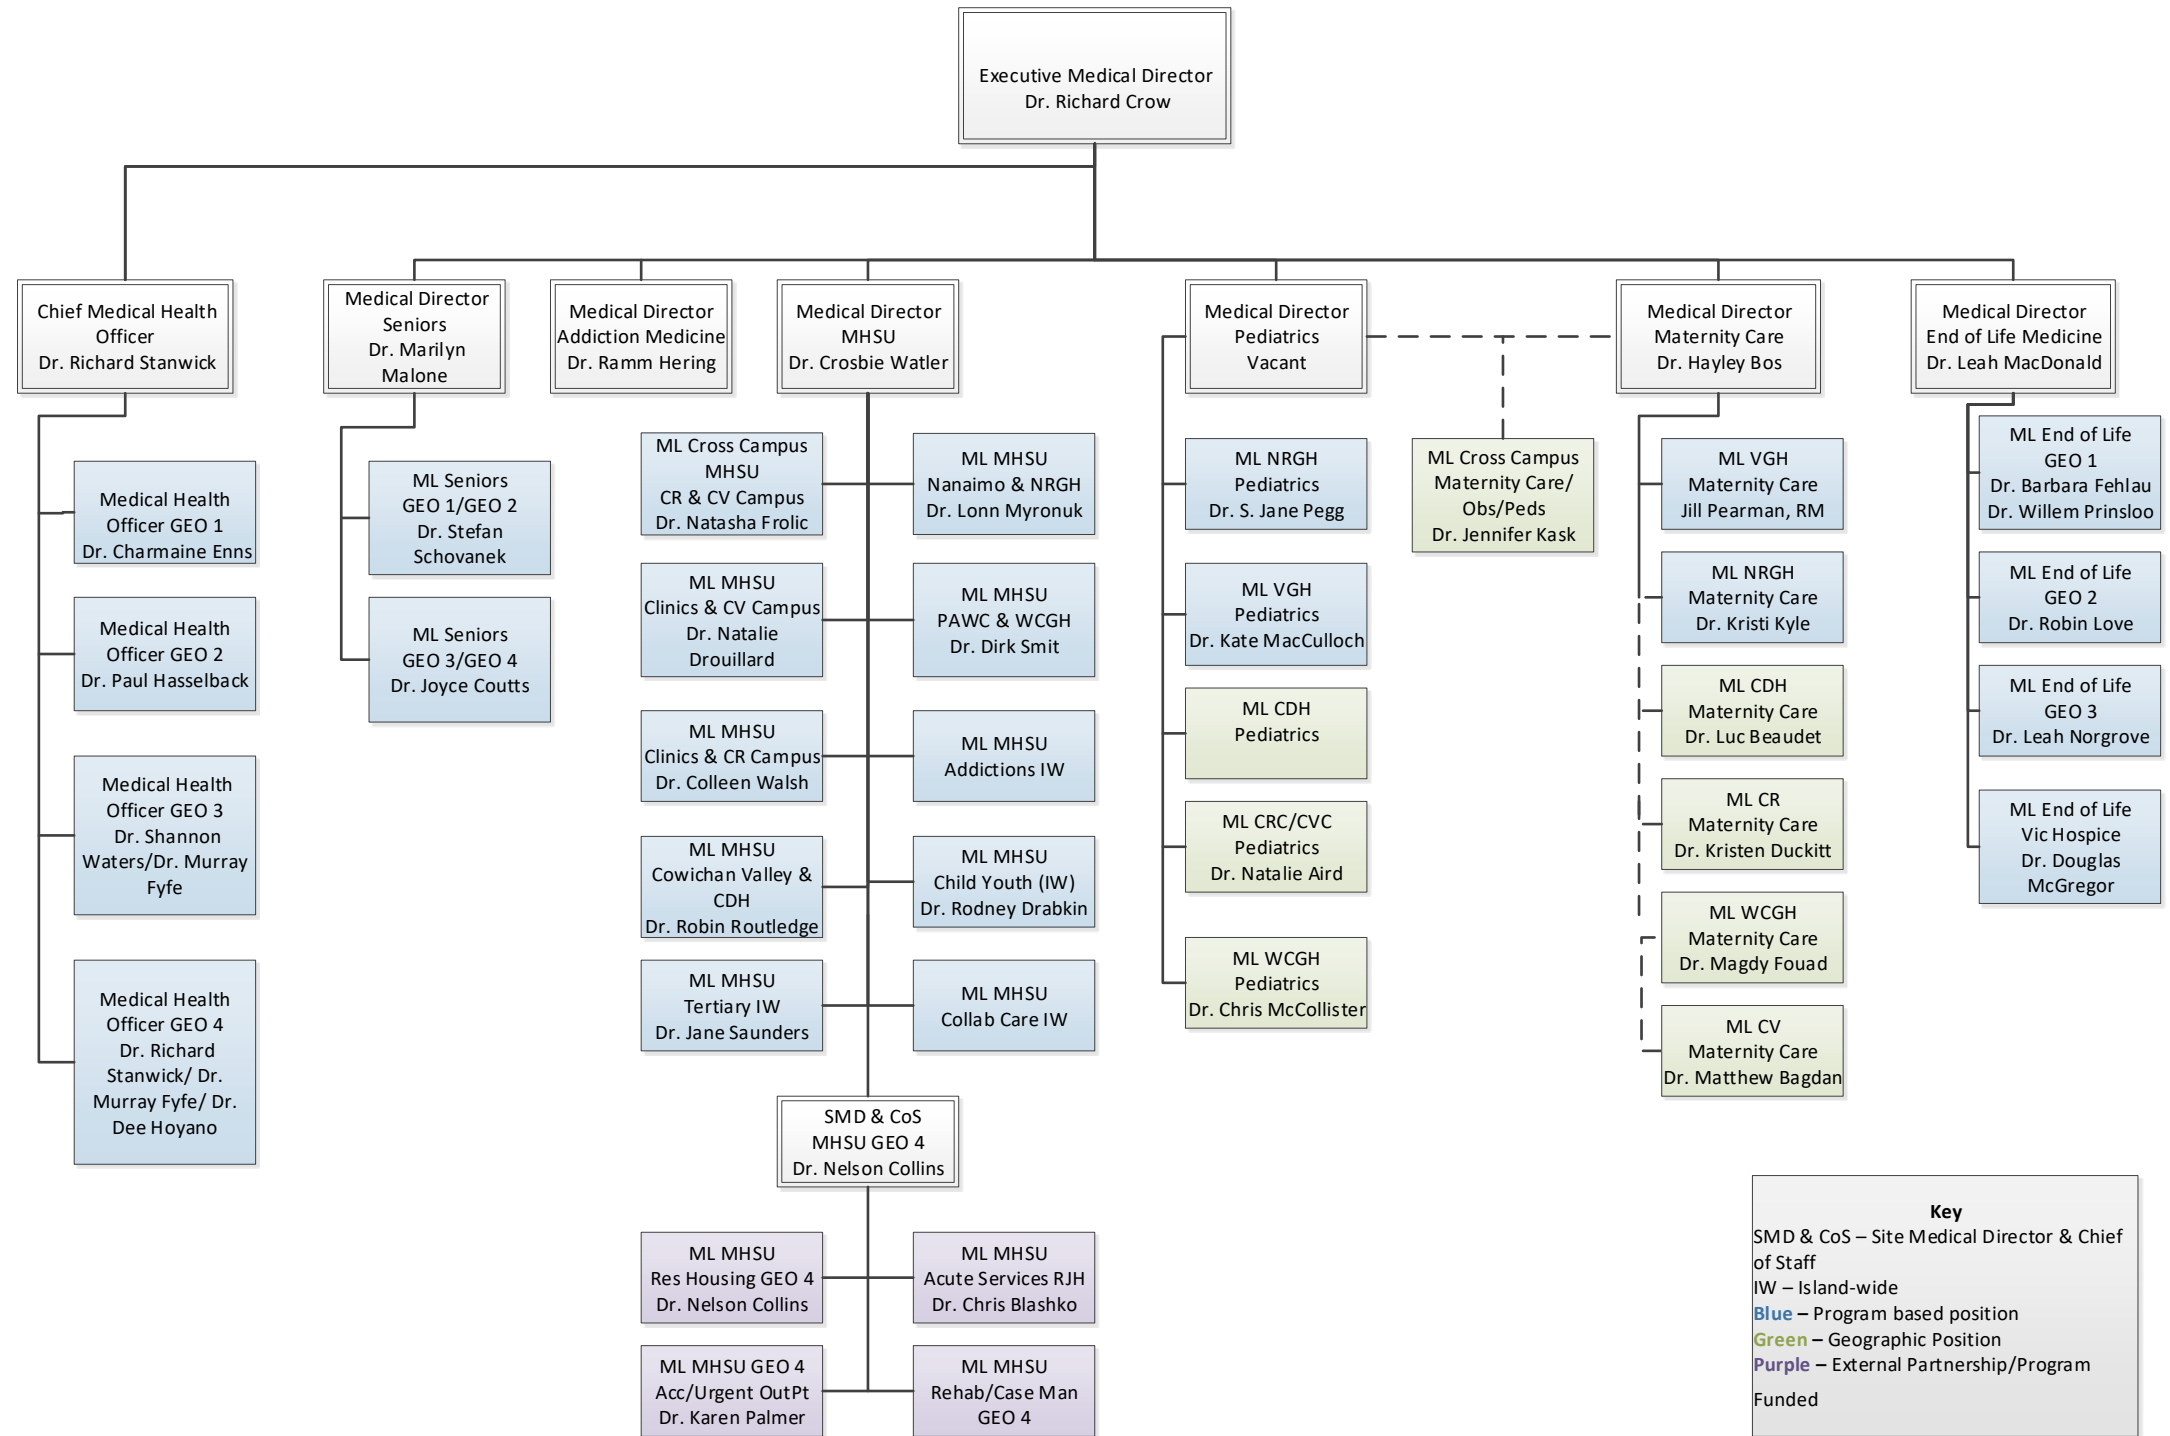 Executive Medical Director
Dr. Richard Crow
Chief Medical Health
Officer
Dr. Richard Stanwick
Medical Director
Seniors
Dr. Marilyn
Malone
Medical Director
Addiction Medicine
Dr. Ramm Hering
Medical Director
MHSU
Dr. Crosbie Watler
Medical Director
Pediatrics
Vacant
Medical Director
Maternity Care
Dr. Hayley Bos
Medical Director
End of Life Medicine
Dr. Leah MacDonald
Medical Health
Officer GEO 1
Dr. Charmaine Enns
Medical Health
Officer GEO 2
Dr. Paul Hasselback
Medical Health
Officer GEO 3
Dr. Shannon
Waters/Dr. Murray
Fyfe
Medical Health
Officer GEO 4
Dr. Richard
Stanwick/ Dr.
Murray Fyfe/ Dr.
Dee Hoyano
ML Seniors
GEO 1/GEO 2
Dr. Stefan
Schovanek
ML Seniors
GEO 3/GEO 4
Dr. Joyce Coutts
ML Cross Campus
MHSU
CR & CV Campus
Dr. Natasha Frolic
ML MHSU
Nanaimo & NRGH
Dr. Lonn Myronuk
ML MHSU
Clinics & CV Campus
Dr. Natalie
Drouillard
ML MHSU
PAWC & WCGH
Dr. Dirk Smit
ML MHSU
Clinics & CR Campus
Dr. Colleen Walsh
ML MHSU
Addictions IW
ML MHSU
Cowichan Valley &
CDH
Dr. Robin Routledge
ML MHSU
Child Youth (IW)
Dr. Rodney Drabkin
ML MHSU
Tertiary IW
Dr. Jane Saunders
ML MHSU
Collab Care IW
SMD & CoS
MHSU GEO 4
Dr. Nelson Collins
ML MHSU
Res Housing GEO 4
Dr. Nelson Collins
ML MHSU
Acute Services RJH
Dr. Chris Blashko
ML MHSU GEO 4
Acc/Urgent OutPt
Dr. Karen Palmer
ML MHSU
Rehab/Case Man
GEO 4
ML NRGH
Pediatrics
Dr. S. Jane Pegg
ML VGH
Pediatrics
Dr. Kate MacCulloch
ML CDH
Pediatrics
ML CRC/CVC
Pediatrics
Dr. Natalie Aird
ML WCGH
Pediatrics
Dr. Chris McCollister
ML Cross Campus
Maternity Care/
Obs/Peds
Dr. Jennifer Kask
ML VGH
Maternity Care
Jill Pearman, RM
ML NRGH
Maternity Care
Dr. Kristi Kyle
ML CDH
Maternity Care
Dr. Luc Beaudet
ML CR
Maternity Care
Dr. Kristen Duckitt
ML WCGH
Maternity Care
Dr. Magdy Fouad
ML CV
Maternity Care
Dr. Matthew Bagdan
ML End of Life
GEO 1
Dr. Barbara Fehlau
Dr. Willem Prinsloo
ML End of Life
GEO 2
Dr. Robin Love
ML End of Life
GEO 3
Dr. Leah Norgrove
ML End of Life
Vic Hospice
Dr. Douglas
McGregor
Key
SMD & CoS – Site Medical Director & Chief
of Staff
IW – Island-wide
Blue – Program based position
Green – Geographic Position
Purple – External Partnership/Program
Funded